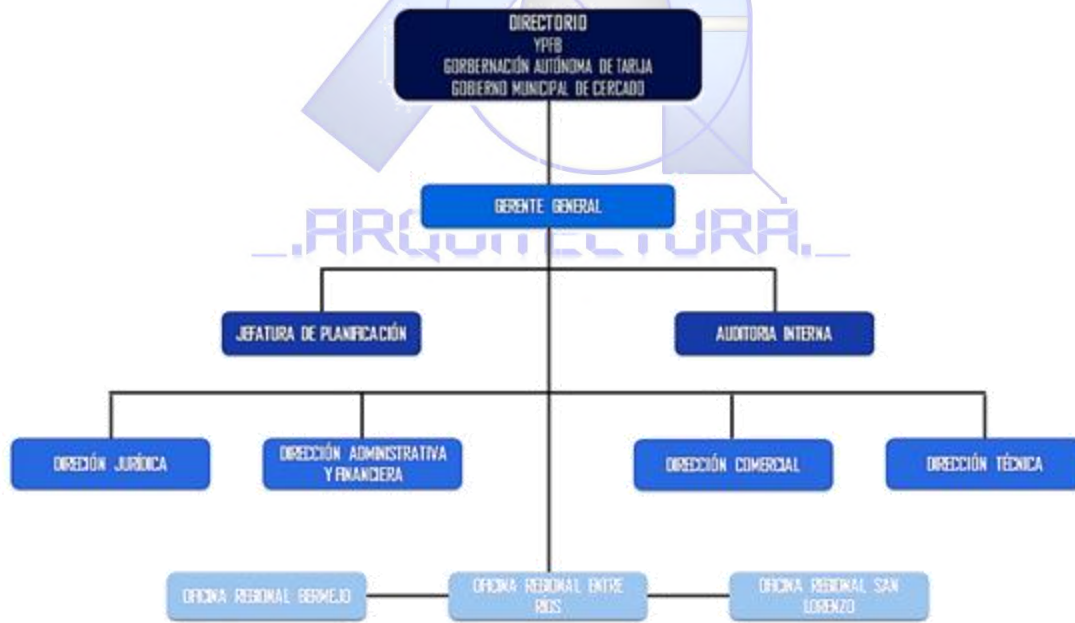 DIRECTORIO
YPFB
GORBERNACIÓN AUTÓNOMA DE TARIJA
GOBIERNO MUNICIPAL DE CERCADO
GERENTE GENERAL
.ARQUITECTURA.
JEFATURA DE PLANIFICACIÓN
AUDITORIA INTERNA
DIRECIÓN JURÍDICA
DIRECCIÓN ADMINISTRATIVA
Y FINANCIERA
DIRECCIÓN COMERCIAL
DIRECCIÓN TÉCNICA
OFICINA REGIONAL BERMEJO
OFICINA REGIONAL ENTRE
RÍOS
OFICINA REGIONAL SAN
LORENZO